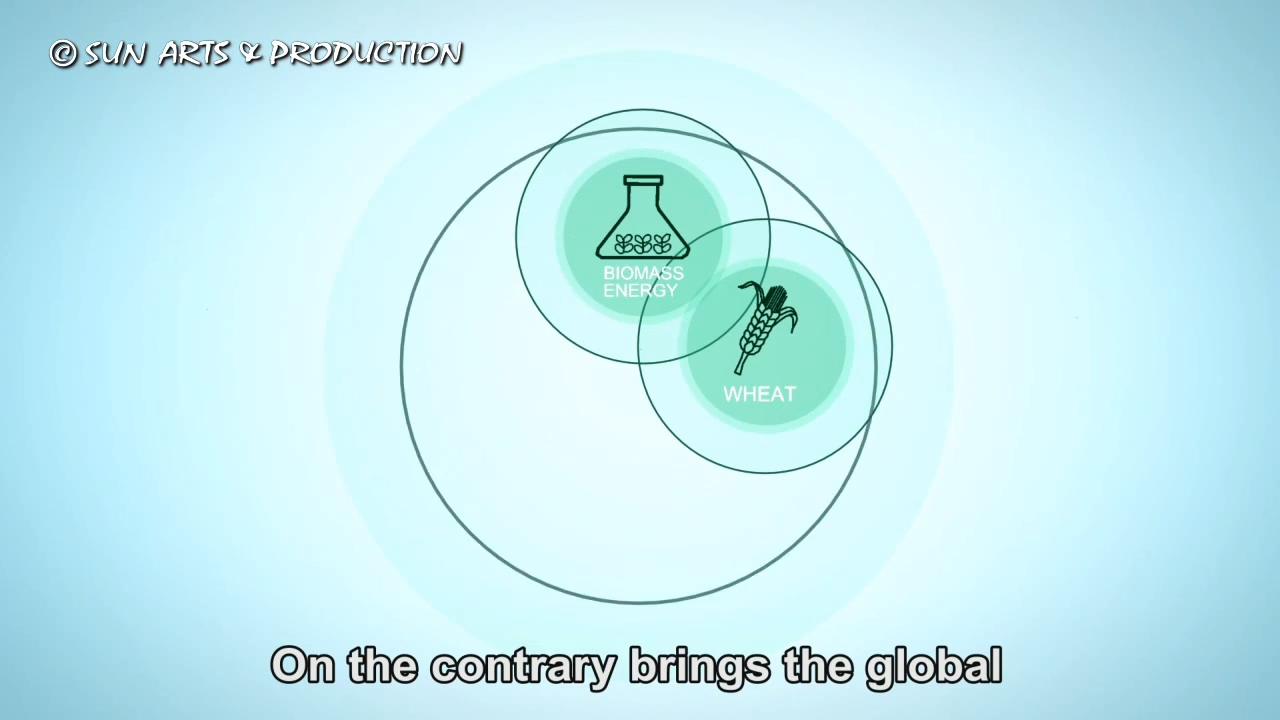 © SUN ARTS & PRODUCTION
BIOMASS
ENERGY
WHEAT
On the contrary brings the global